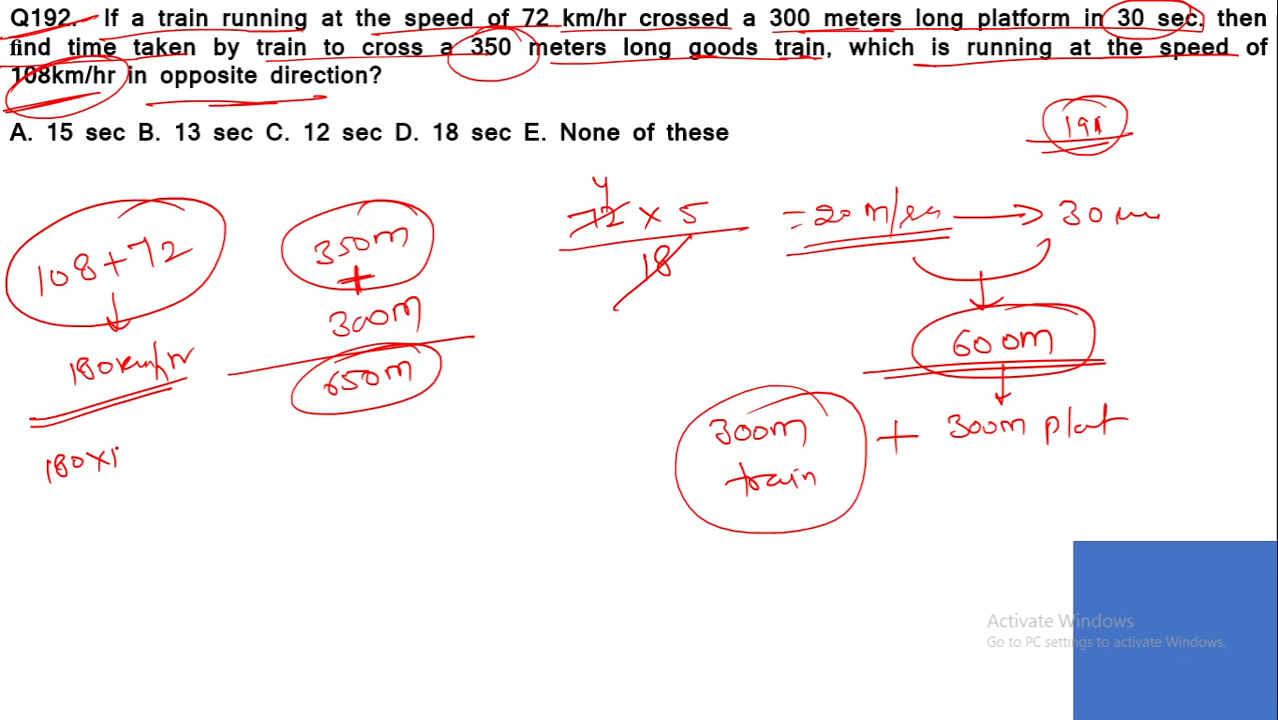 Q192. If a train running at the speed of 72 km/hr crossed a 300 meters long platform in 30 sec. then
find time taken by train to cross a 350 meters long goods train, which is running at the speed of
108km/hr in opposite direction?
A. 15 sec B. 13 sec C. 12 sec D. 18 sec E. None of these
191
4
72 x 5
18
= 20 m/sec → 30
108+72
350m
+
300m
650m
180km/hr
180x
600m
300m
train
+ 300m plat
Activate Windows
Go to PC settings to activate Windows.